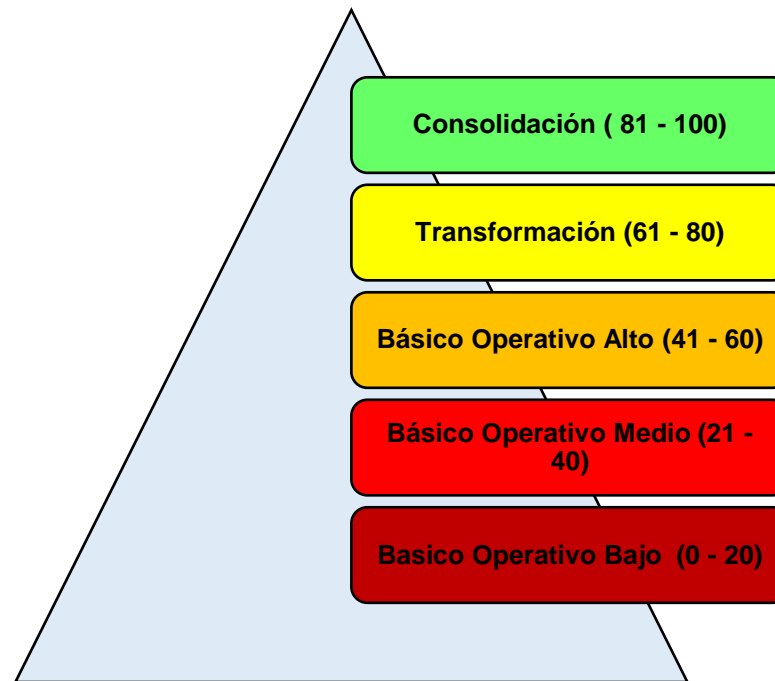 Consolidación ( 81 - 100)
Transformación (61 - 80)
Básico Operativo Alto (41 - 60)
Básico Operativo Medio (21 -
40)
Basico Operativo Bajo  (0 - 20)